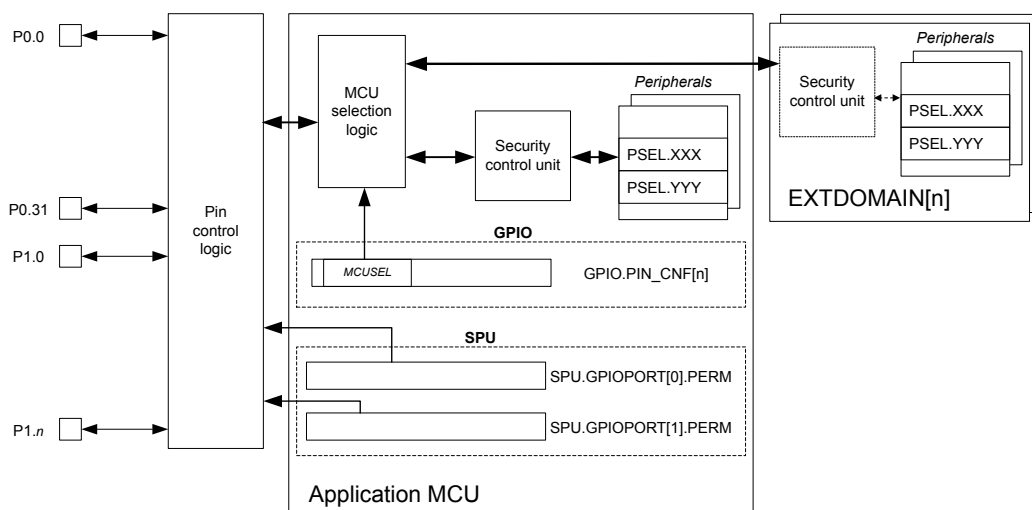 P0.0
P0.31
P1.0
P1.n
Pin
control
logic
MCU
selection
logic
Security
control unit
Peripherals
PSEL.XXX
PSEL.YYY
GPIO
MCUSEL
GPIO.PIN_CNF[n]
SPU
SPU.GPIOPORT[0].PERM
SPU.GPIOPORT[1].PERM
Application MCU
Peripherals
Security
control unit
PSEL.XXX
PSEL.YYY
EXTDOMAIN[n]